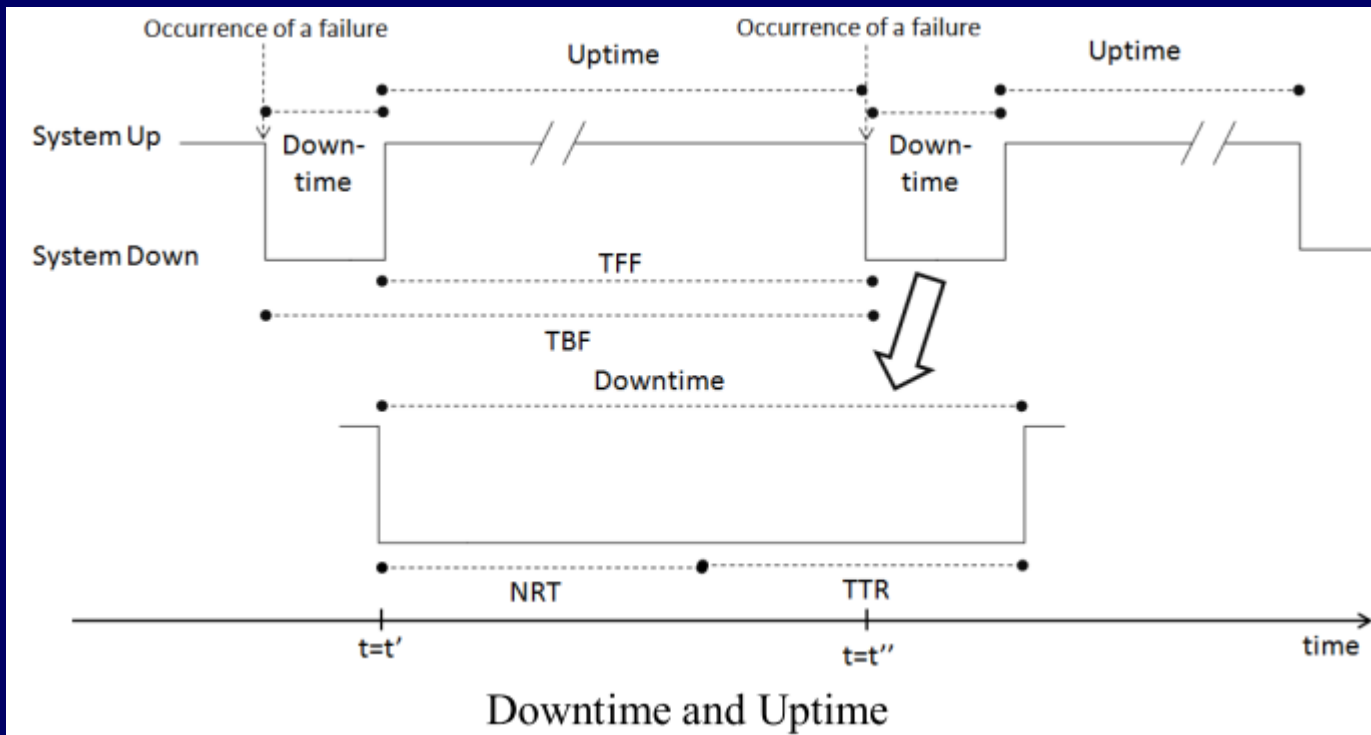 Occurrence of a failure
Occurrence of a failure
Uptime
Uptime
System Up
Down-
time
Down-
time
System Down
TFF
TBF
Downtime
NRT
TTR
t=t’
t=t’’
time
Downtime and Uptime